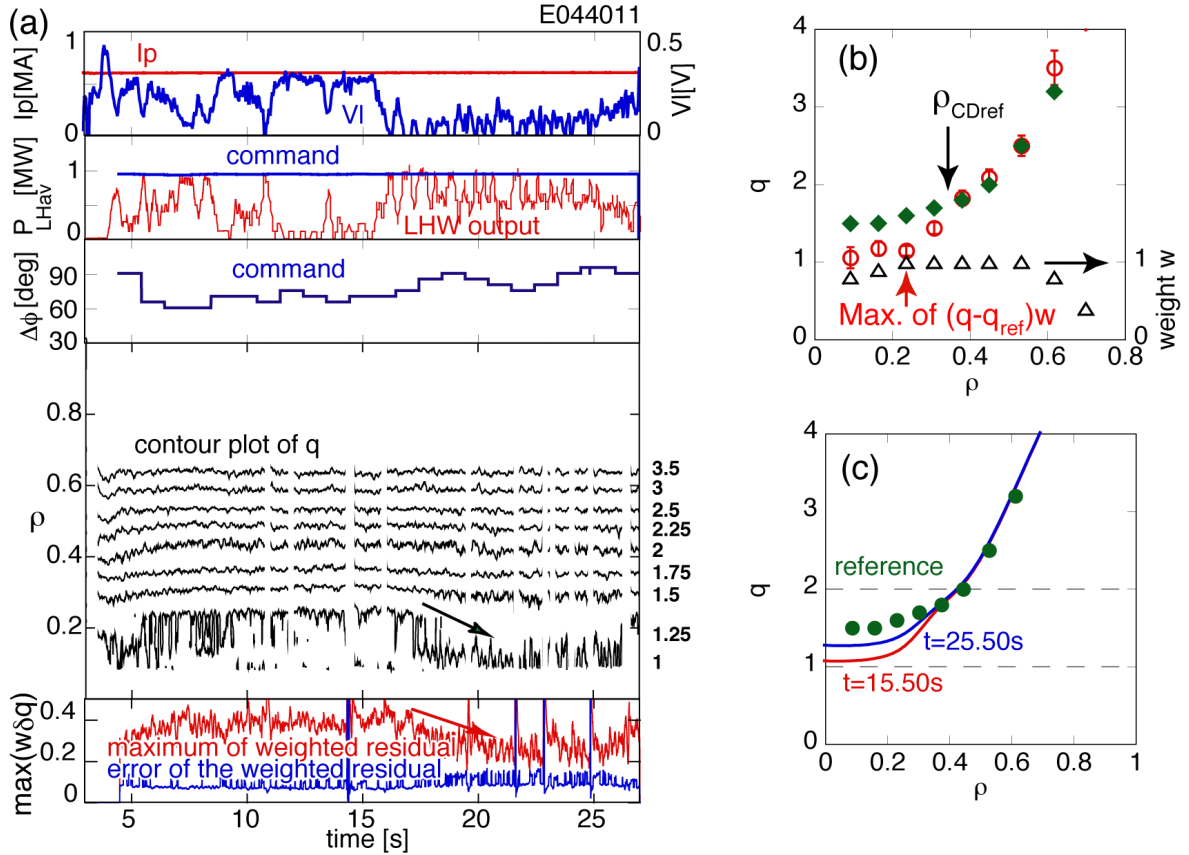 (a)
E044011
1
0
Ip[MA]
Ip
Vl
0.5
0
Vl[V]
1
0
P LHav [MW]
command
LHW output
90
60
30
Δϕ[deg]
command
0.8
0.6
0.4
0.2
ρ
contour plot of q
3.5
3
2.5
2.25
2
1.75
1.5
1.25
1
0.4
0.2
0
max(wδq)
maximum of weighted residual
error of the weighted residual
5 10 15 20 25
time [s]
(b)
4
3
2
1
0
q
ρCDref
Max. of (q-qref)w
1
0
weight w
0 0.2 0.4 0.6 0.8
ρ
(c)
4
3
2
1
0
q
reference
t=25.50s
t=15.50s
0 0.2 0.4 0.6 0.8 1
ρ